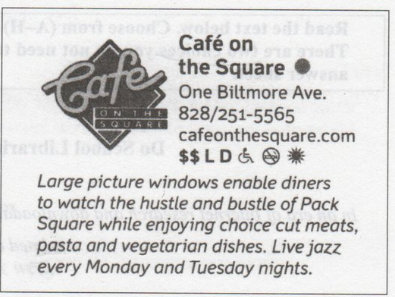 Café
ON THE
SQUARE
Café on
the Square
One Biltmore Ave.
828/251-5565
cafeonthesquare.com
$$ L D
Large picture windows enable diners
to watch the hustle and bustle of Pack
Square while enjoying choice cut meats,
pasta and vegetarian dishes. Live jazz
every Monday and Tuesday nights.